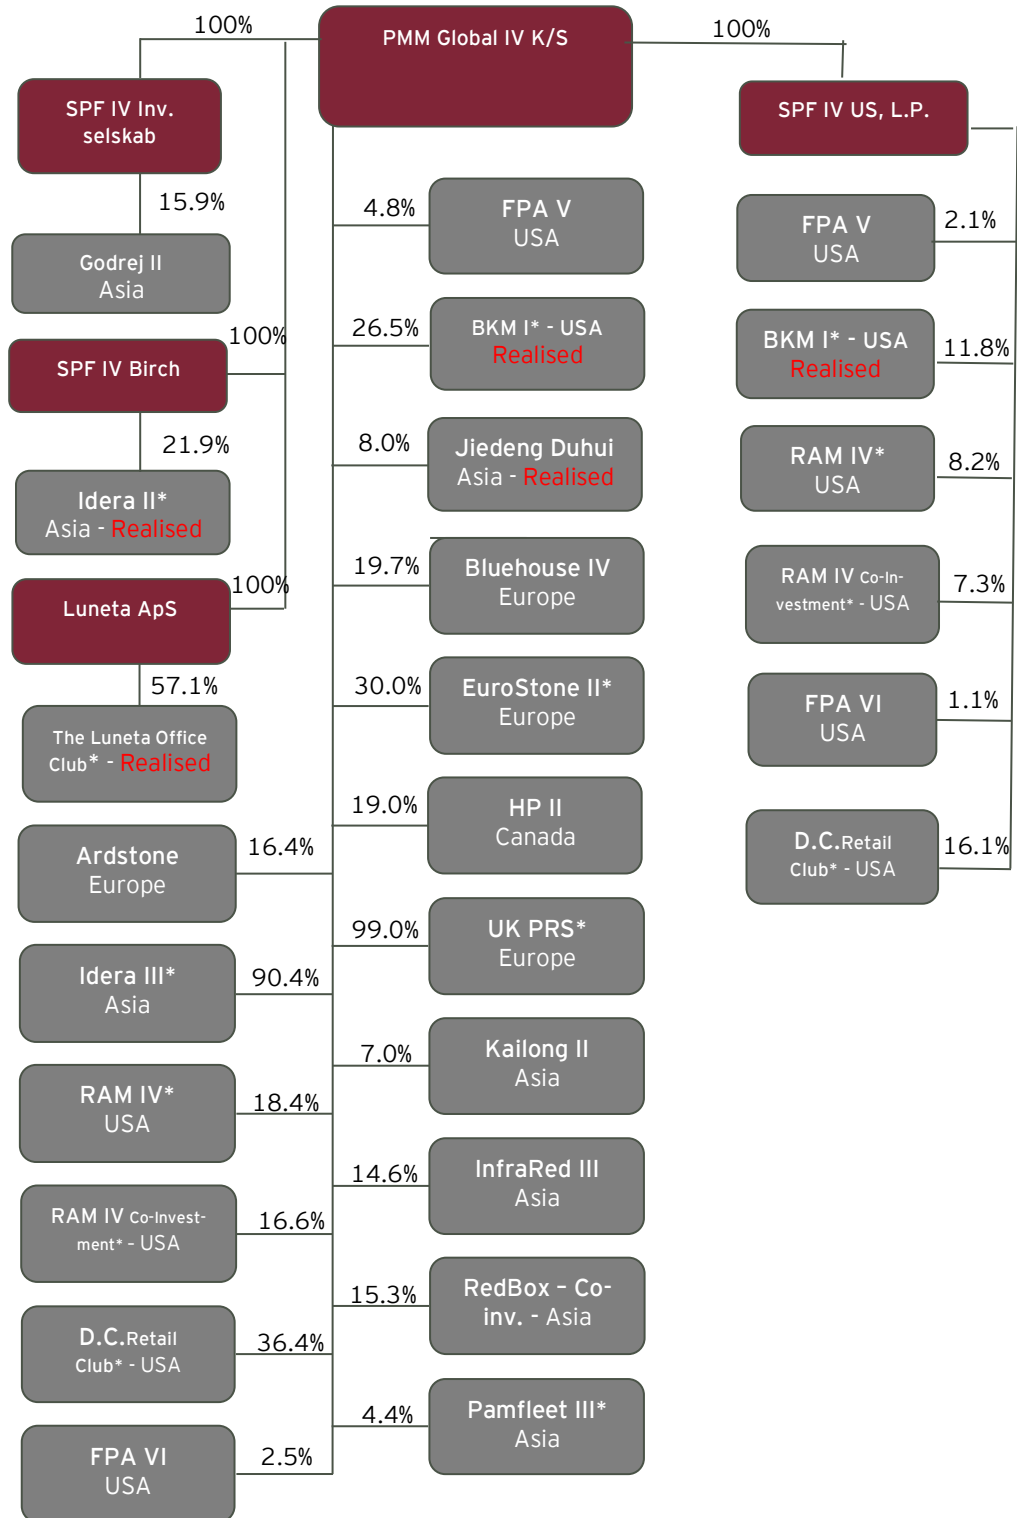 100%
PMM Global IV K/S
100%
SPF IV Inv.
selskab
SPF IV US, L.P.
15.9%
Godrej II
Asia
100%
SPF IV Birch
21.9%
Idera II*
Asia - Realised
100%
Luneta ApS
57.1%
The Luneta Office
Club* - Realised
Ardstone
Europe
16.4%
Idera III*
Asia
90.4%
RAM IV*
USA
18.4%
RAM IV Co-Invest-
ment* - USA
16.6%
D.C.Retail
Club* - USA
36.4%
FPA VI
USA
2.5%
4.8%
FPA V
USA
26.5%
BKM I* - USA
Realised
8.0%
Jiedeng Duhui
Asia - Realised
19.7%
Bluehouse IV
Europe
30.0%
EuroStone II*
Europe
19.0%
HP II
Canada
99.0%
UK PRS*
Europe
7.0%
Kailong II
Asia
14.6%
InfraRed III
Asia
15.3%
RedBox – Co-
inv. - Asia
4.4%
Pamfleet III*
Asia
FPA V
USA
2.1%
BKM I* - USA
Realised
11.8%
RAM IV*
USA
8.2%
RAM IV Co-In-
vestment* - USA
7.3%
FPA VI
USA
1.1%
D.C.Retail
Club* - USA
16.1%